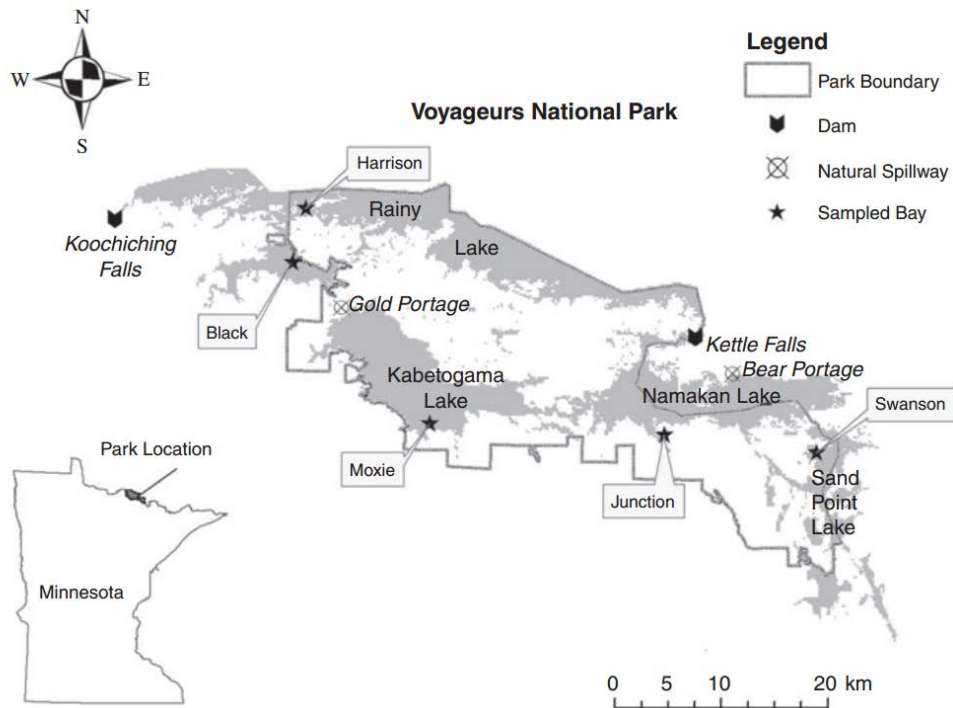 N
W
E
S
Legend
Park Boundary
Dam
Natural Spillway
Sampled Bay
Voyageurs National Park
Harrison
Rainy
Lake
Koochiching
Falls
Black
Gold Portage
Kettle Falls
Bear Portage
Kabetogama
Lake
Namakan Lake
Swanson
Moxie
Junction
Sand
Point
Lake
Park Location
Minnesota
0 5 10 20 km